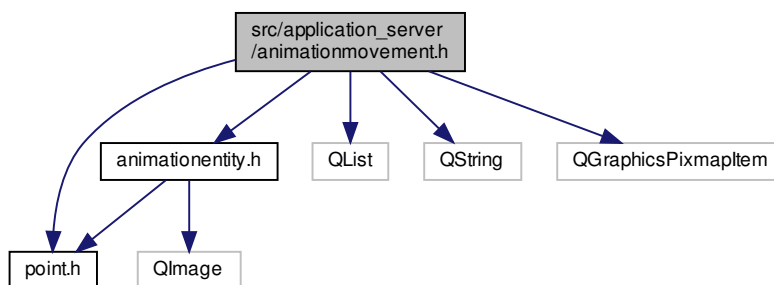 src/application_server
/animationmovement.h
animationentity.h
QList
QString
QGraphicsPixmapItem
point.h
QImage